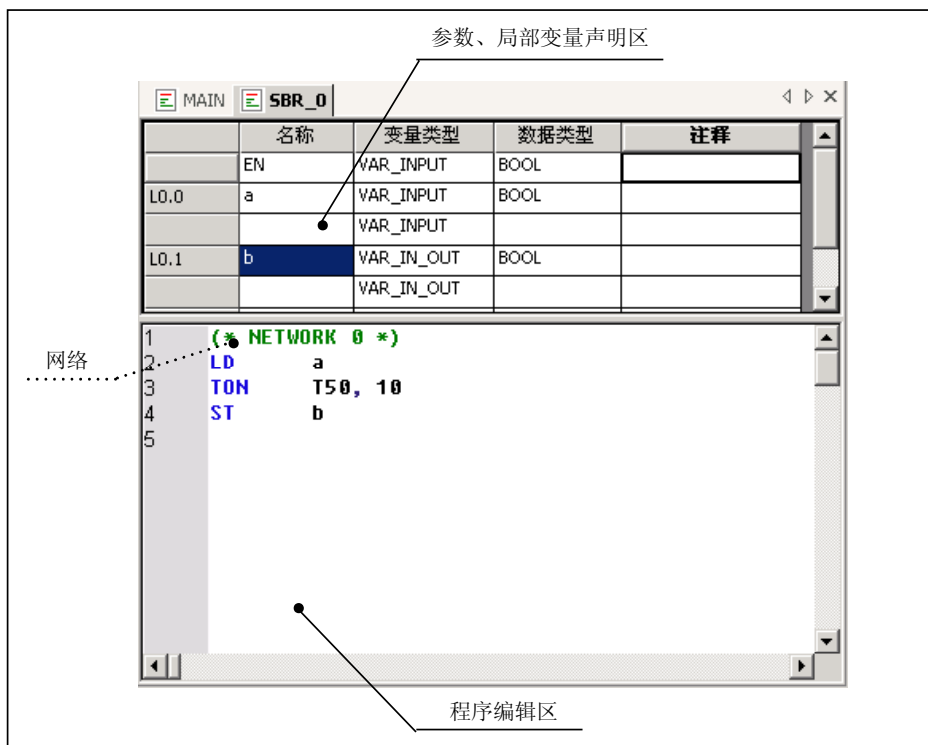 参数、局部变量声明区
MAIN SBR_0
名称 变量类型 数据类型 注释
EN VAR_INPUT BOOL
L0.0 a VAR_INPUT BOOL
VAR_INPUT
L0.1 b VAR_IN_OUT BOOL
VAR_IN_OUT
网络
1 (* NETWORK 0 *)
2 LD a
3 TON T50, 10
4 ST b
5
程序编辑区